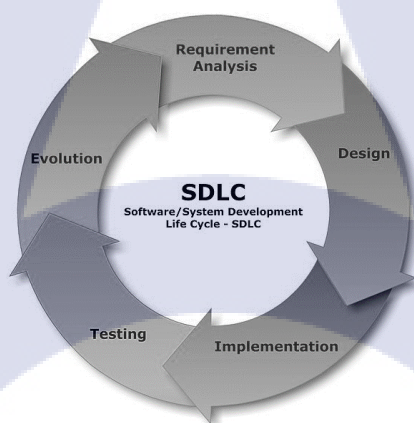 Requirement
Analysis
Design
Evolution
SDLC
Software/System Development
Life Cycle - SDLC
Testing
Implementation